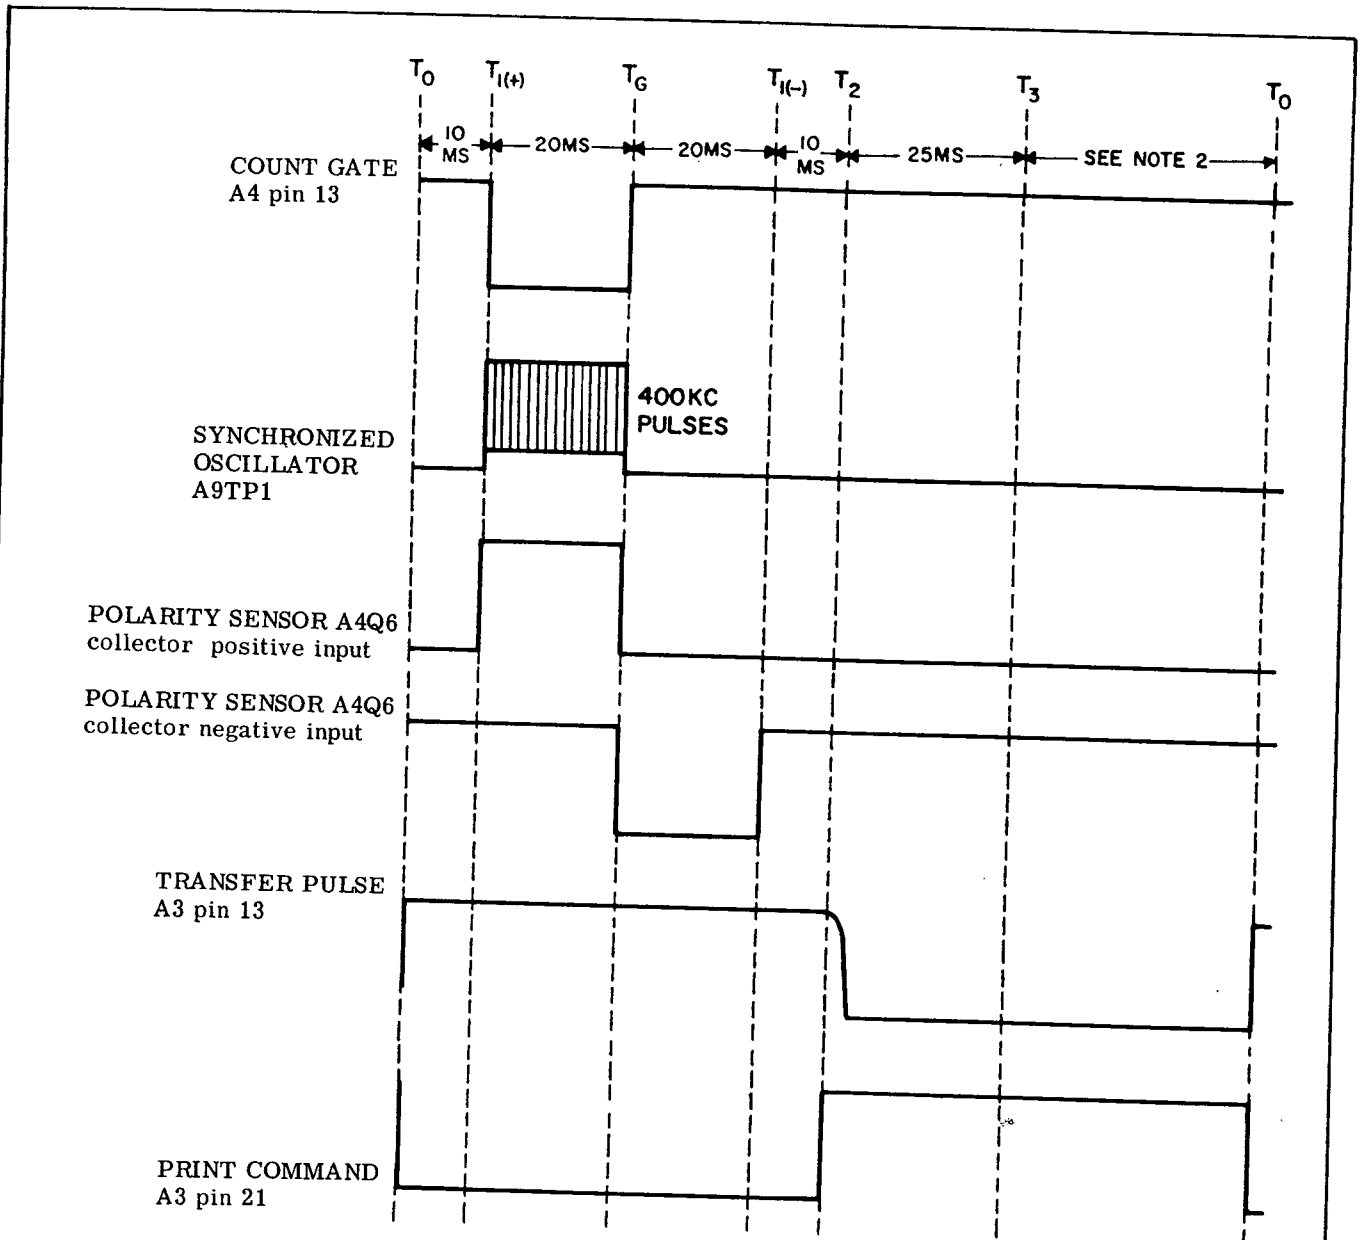 T0 T1(+) TG T1(-) T2 T3 T0
10 MS 20MS 20MS 10 MS 25MS SEE NOTE 2
COUNT GATE
A4 pin 13
400KC
PULSES
SYNCHRONIZED
OSCILLATOR
A9TP1
POLARITY SENSOR A4Q6
collector positive input
POLARITY SENSOR A4Q6
collector negative input
TRANSFER PULSE
A3 pin 13
PRINT COMMAND
A3 pin 21